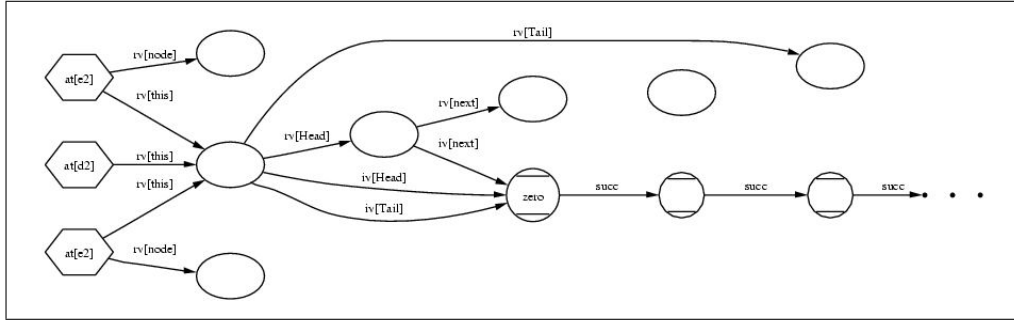 rv[Tail]
rv[node]
at[e2]
rv[this]
rv[next]
rv[Head]
iv[next]
rv[this]
at[d2]
rv[this]
iv[Head]
zero
succ
succ
succ
iv[Tail]
at[e2]
rv[node]